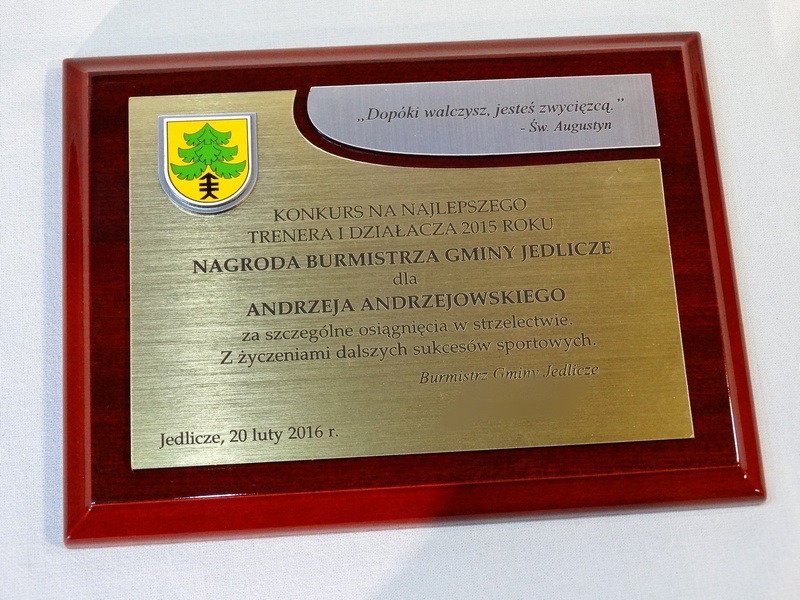 „Dopóki walczysz, jesteś zwycięzcą.”
- Św. Augustyn
KONKURS NA NAJLEPSZEGO
TRENERA I DZIAŁACZA 2015 ROKU
NAGRODA BURMISTRZA GMINY JEDLICZE
dla
ANDRZEJA ANDRZEJOWSKIEGO
za szczególne osiągnięcia w strzelectwie.
Z życzeniami dalszych sukcesów sportowych.
Burmistrz Gminy Jedlicze
Jedlicze, 20 luty 2016 r.